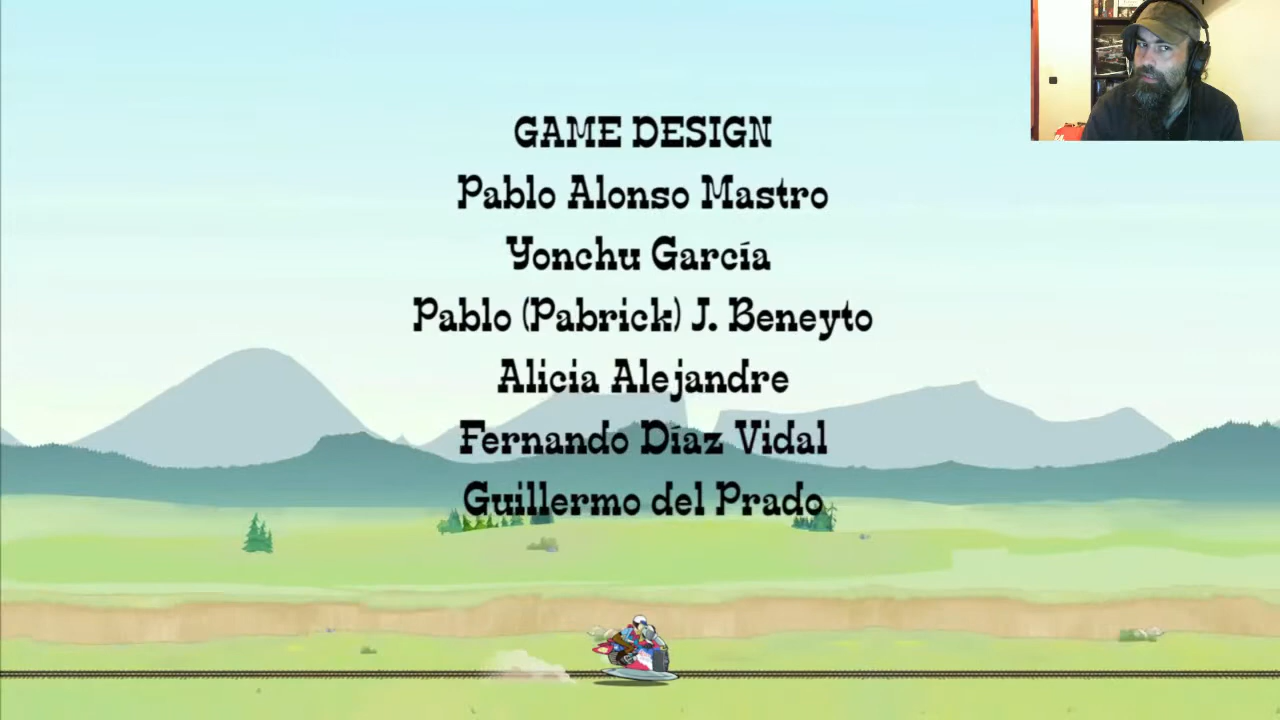 GAME DESIGN
Pablo Alonso Mastro
Yonchu García
Pablo (Pabrick) J. Beneyto
Alicia Alejandre
Fernando Díaz Vidal
Guillermo del Prado